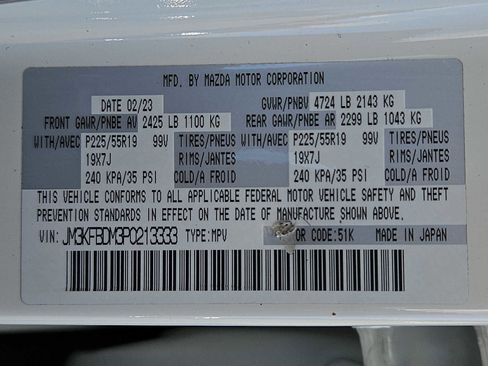 MFD. BY MAZDA MOTOR CORPORATION
DATE 02/23 GVWR/PNBV 4724 LB 2143 KG
FRONT GAWR/PNBE AV 2425 LB 1100 KG REAR GAWR/PNBE AR 2299 LB 1043 KG
WITH/AVEC P225/55R19 99V TIRES/PNEUS WITH/AVEC P225/55R19 99V TIRES/PNEUS
19X7J RIMS/JANTES 19X7J RIMS/JANTES
240 KPA/35 PSI COLD/A FROID 240 KPA/35 PSI COLD/A FROID
THIS VEHICLE CONFORMS TO ALL APPLICABLE FEDERAL MOTOR VEHICLE SAFETY AND THEFT
PREVENTION STANDARDS IN EFFECT ON THE DATE OF MANUFACTURE SHOWN ABOVE.
VIN: JM3KFBDM3P0213333 TYPE:MPV OR CODE:51K MADE IN JAPAN